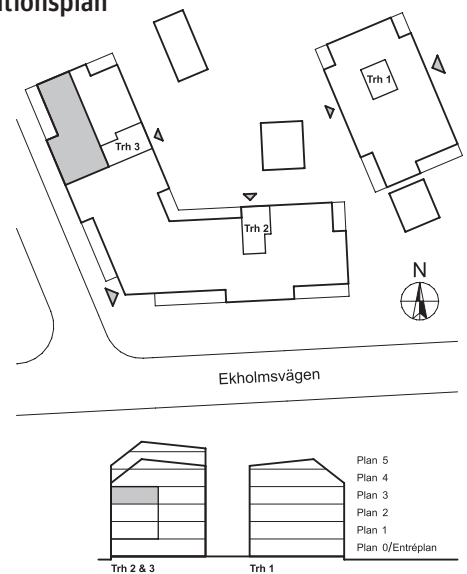 tionsplan
Trh 1
Trh 3
Trh 2
N
Ekholmsvägen
Plan 5
Plan 4
Plan 3
Plan 2
Plan 1
Plan 0/Entréplan
Trh 2 & 3
Trh 1